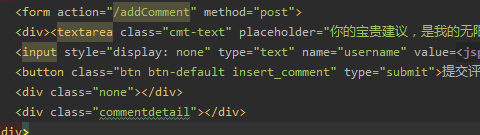 <form action="/addComment" method="post">
<div><textarea class="cmt-text" placeholder="你的宝贵建议，是我的无限
<input style="display: none" type="text" name="username" value=<jsp
<button class="btn btn-default insert_comment" type="submit">提交评
<div class="none"></div>
<div class="commentdetail"></div>
div>